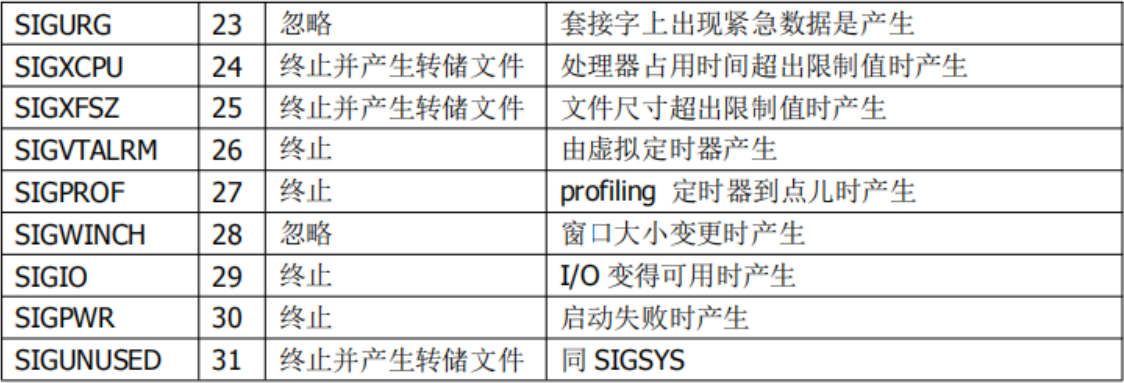 SIGURG 23 忽略 套接字上出现紧急数据是产生
SIGXCPU 24 终止并产生转储文件 处理器占用时间超出限制值时产生
SIGXFSZ 25 终止并产生转储文件 文件尺寸超出限制值时产生
SIGVTALRM 26 终止 由虚拟定时器产生
SIGPROF 27 终止 profiling 定时器到点儿时产生
SIGWINCH 28 忽略 窗口大小变更时产生
SIGIO 29 终止 I/O 变得可用时产生
SIGPWR 30 终止 启动失败时产生
SIGUNUSED 31 终止并产生转储文件 同 SIGSYS